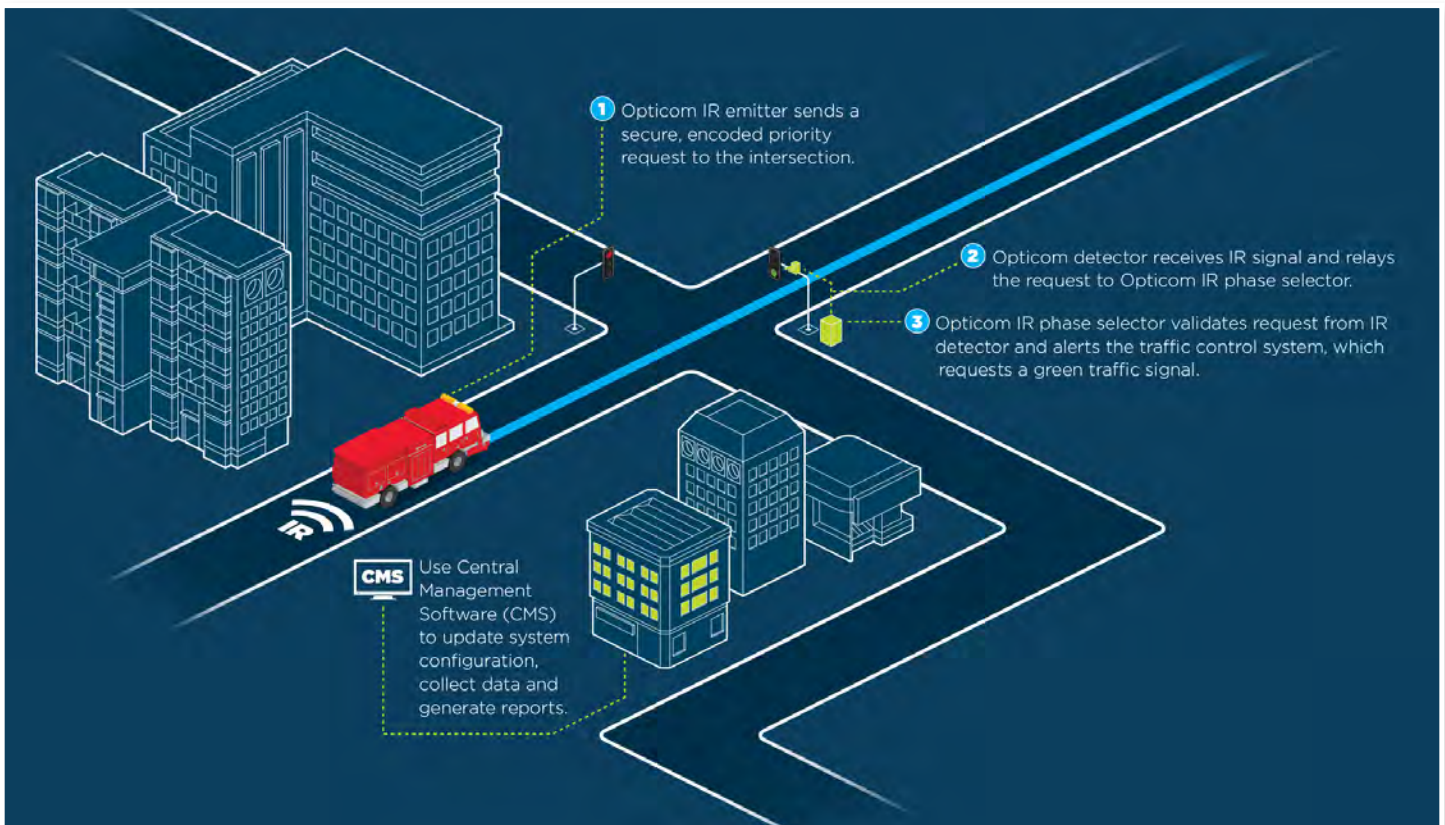 1 Opticom IR emitter sends a
secure, encoded priority
request to the intersection.
2 Opticom detector receives IR signal and relays
the request to Opticom IR phase selector.
3 Opticom IR phase selector validates request from IR
detector and alerts the traffic control system, which
requests a green traffic signal.
IR
CMS
Use Central
Management
Software (CMS)
to update system
configuration,
collect data and
generate reports.